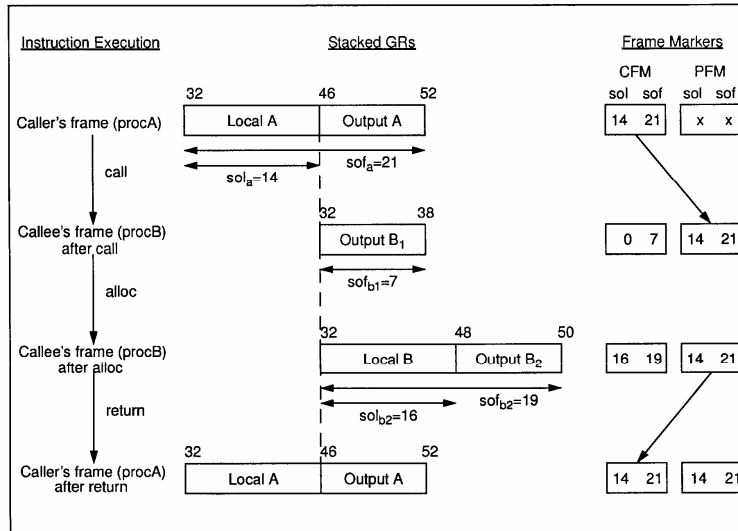 Instruction Execution Stacked GRs Frame Markers
CFM PFM
32 46 52 sol sof sol sof
Caller's frame (procA) Local A Output A 14 21 x x
sofa=21
call sola=14
32 38
Callee's frame (procB) Output B1 0 7 14 21
after call
sofb1=7
alloc
32 48 50
Callee's frame (procB) Local B Output B2 16 19 14 21
after alloc
sofb2=19
return solb2=16
32 46 52
Caller's frame (procA) Local A Output A 14 21 14 21
after return